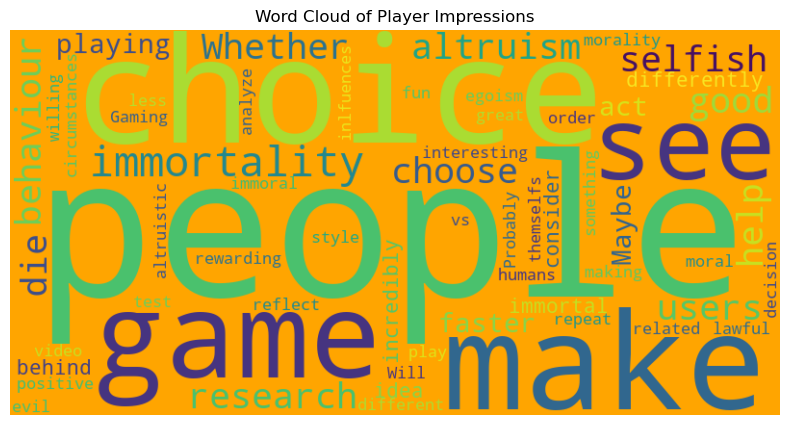 Word Cloud of Player Impressions
playing
Whether
altruism
morality
selfish
behaviour
Willing
circumstances
choice
less
Gaming
analyze
inlfuences
fun
egoism
great
order
differently
act
good
see
immortality
interesting
choose
immoral
people
altruistic
style
rewarding
vs
Probably
themselfs
consider
something
Maybe
help
humans
making
moral
decision
die
test
reflect
incredibly
immortal
users
faster
repeat
related
lawful
game
make
video
behind
positive
evil
research
play
Will
idea
different